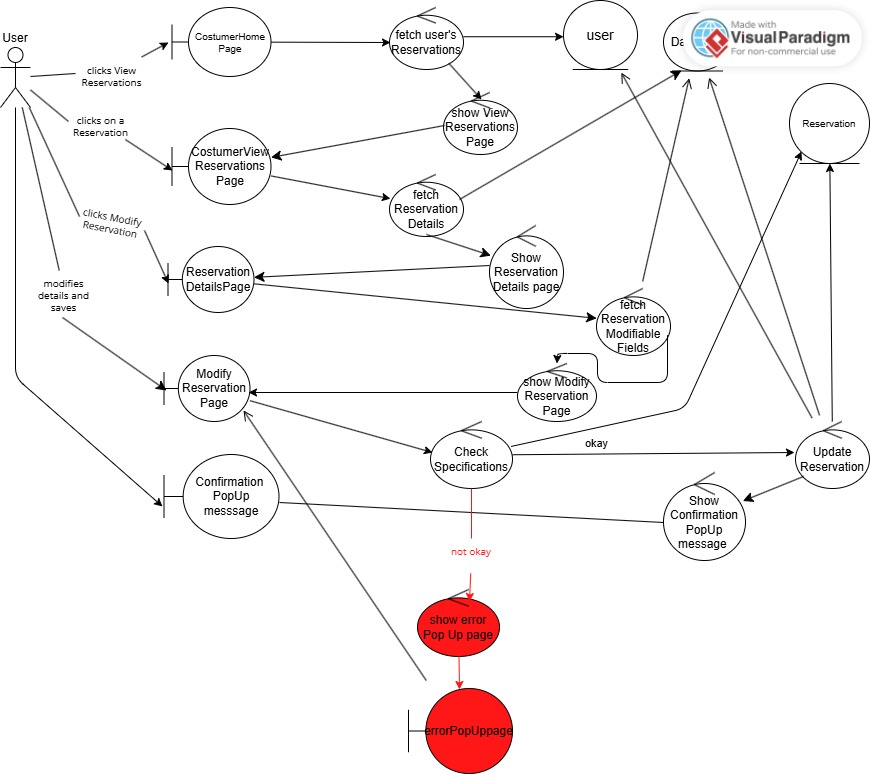 User
clicks View
Reservations
CostumerHome
Page
fetch user's
Reservations
user
Made with
Visual Paradigm
For non-commercial use
clicks on a
Reservation
CostumerView
Reservations
Page
show View
Reservations
Page
Reservation
fetch
Reservation
Details
clicks Modify
Reservation
Reservation
DetailsPage
Show
Reservation
Details page
fetch
Reservation
Modifiable
Fields
modifies
details and
saves
Modify
Reservation
Page
show Modify
Reservation
Page
Check
Specifications
okay
Update
Reservation
Confirmation
PopUp
messsage
Show
Confirmation
PopUp
message
not okay
show error
Pop Up page
errorPopUppage